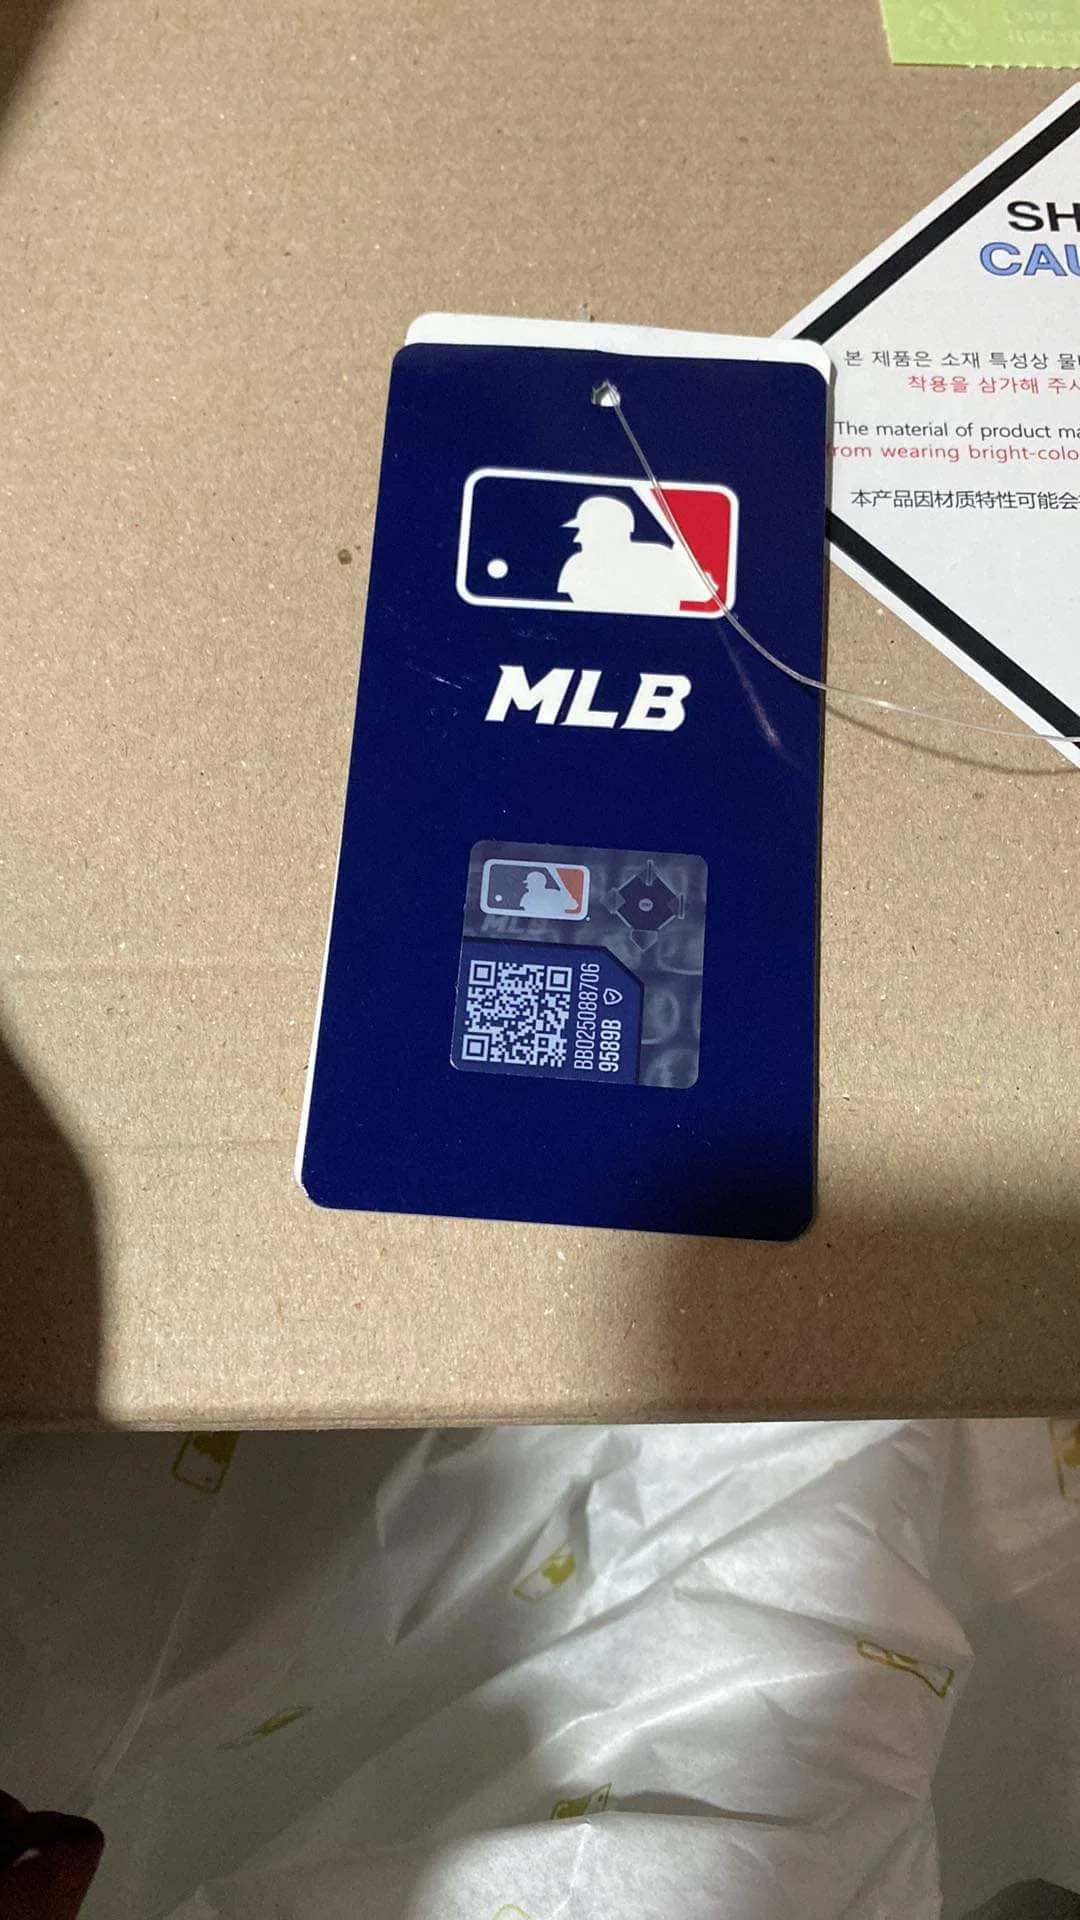 SH
CAU
본 제품은 소재 특성상
착용을 삼가해 주시
The material of product ma
from wearing bright-colo
本产品因材质特性可能会
MLB
MLB
BB025088706
9589B